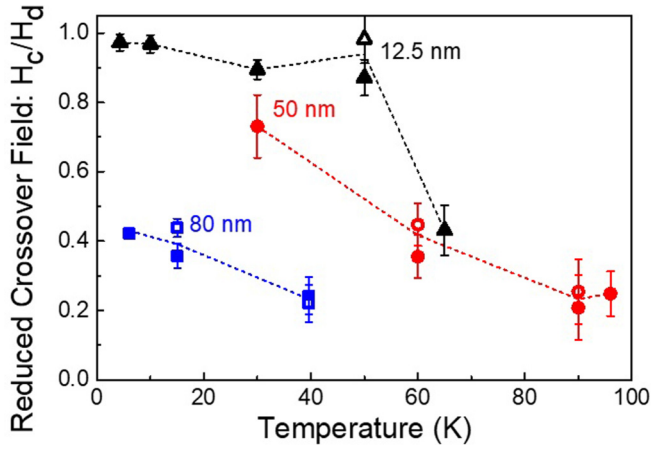 Reduced Crossover Field: Hc/Hd
1.0
0.8
0.6
0.4
0.2
0.0
12.5 nm
50 nm
80 nm
0 20 40 60 80 100
Temperature (K)